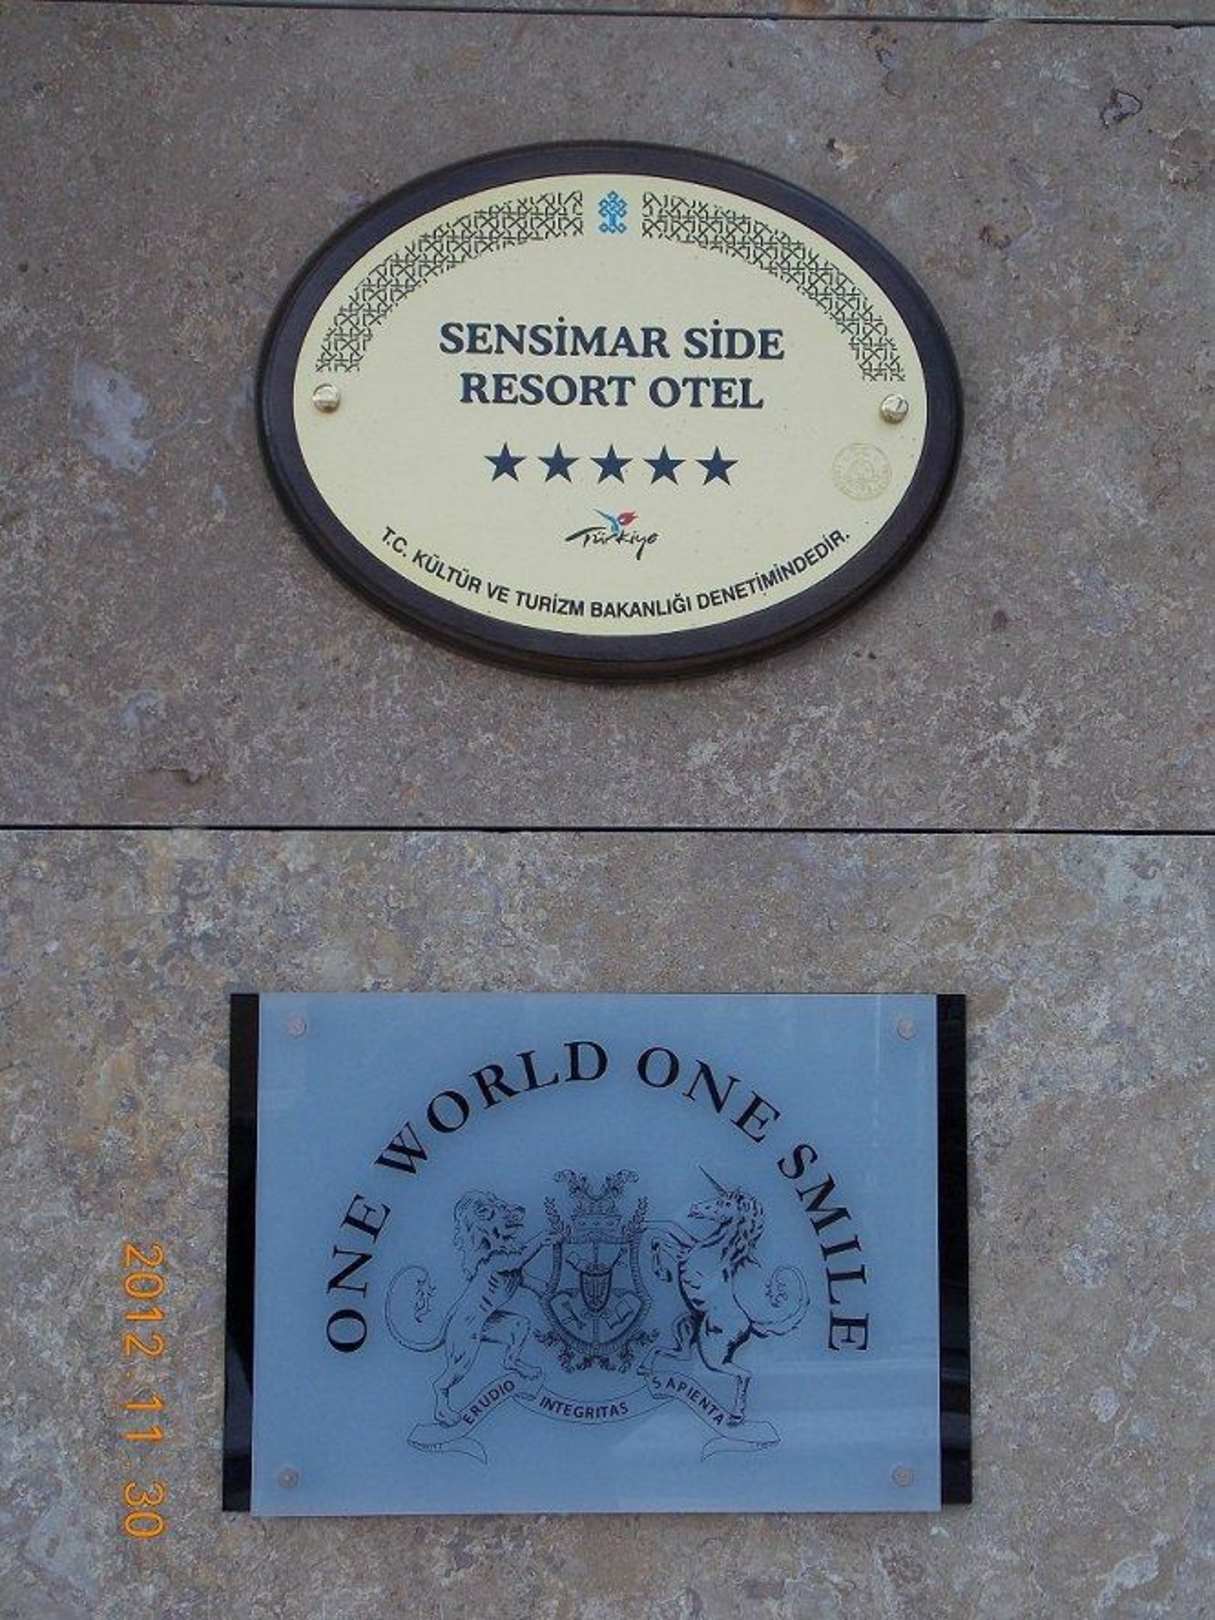 SENSİMAR SİDE
RESORT OTEL
Türkiye
T.C. KÜLTÜR VE TURİZM BAKANLIĞI DENETİMİNDEDİR.
ONE WORLD ONE SMILE
ERUDIO INTEGRITAS SAPIENTA
2012.11.30